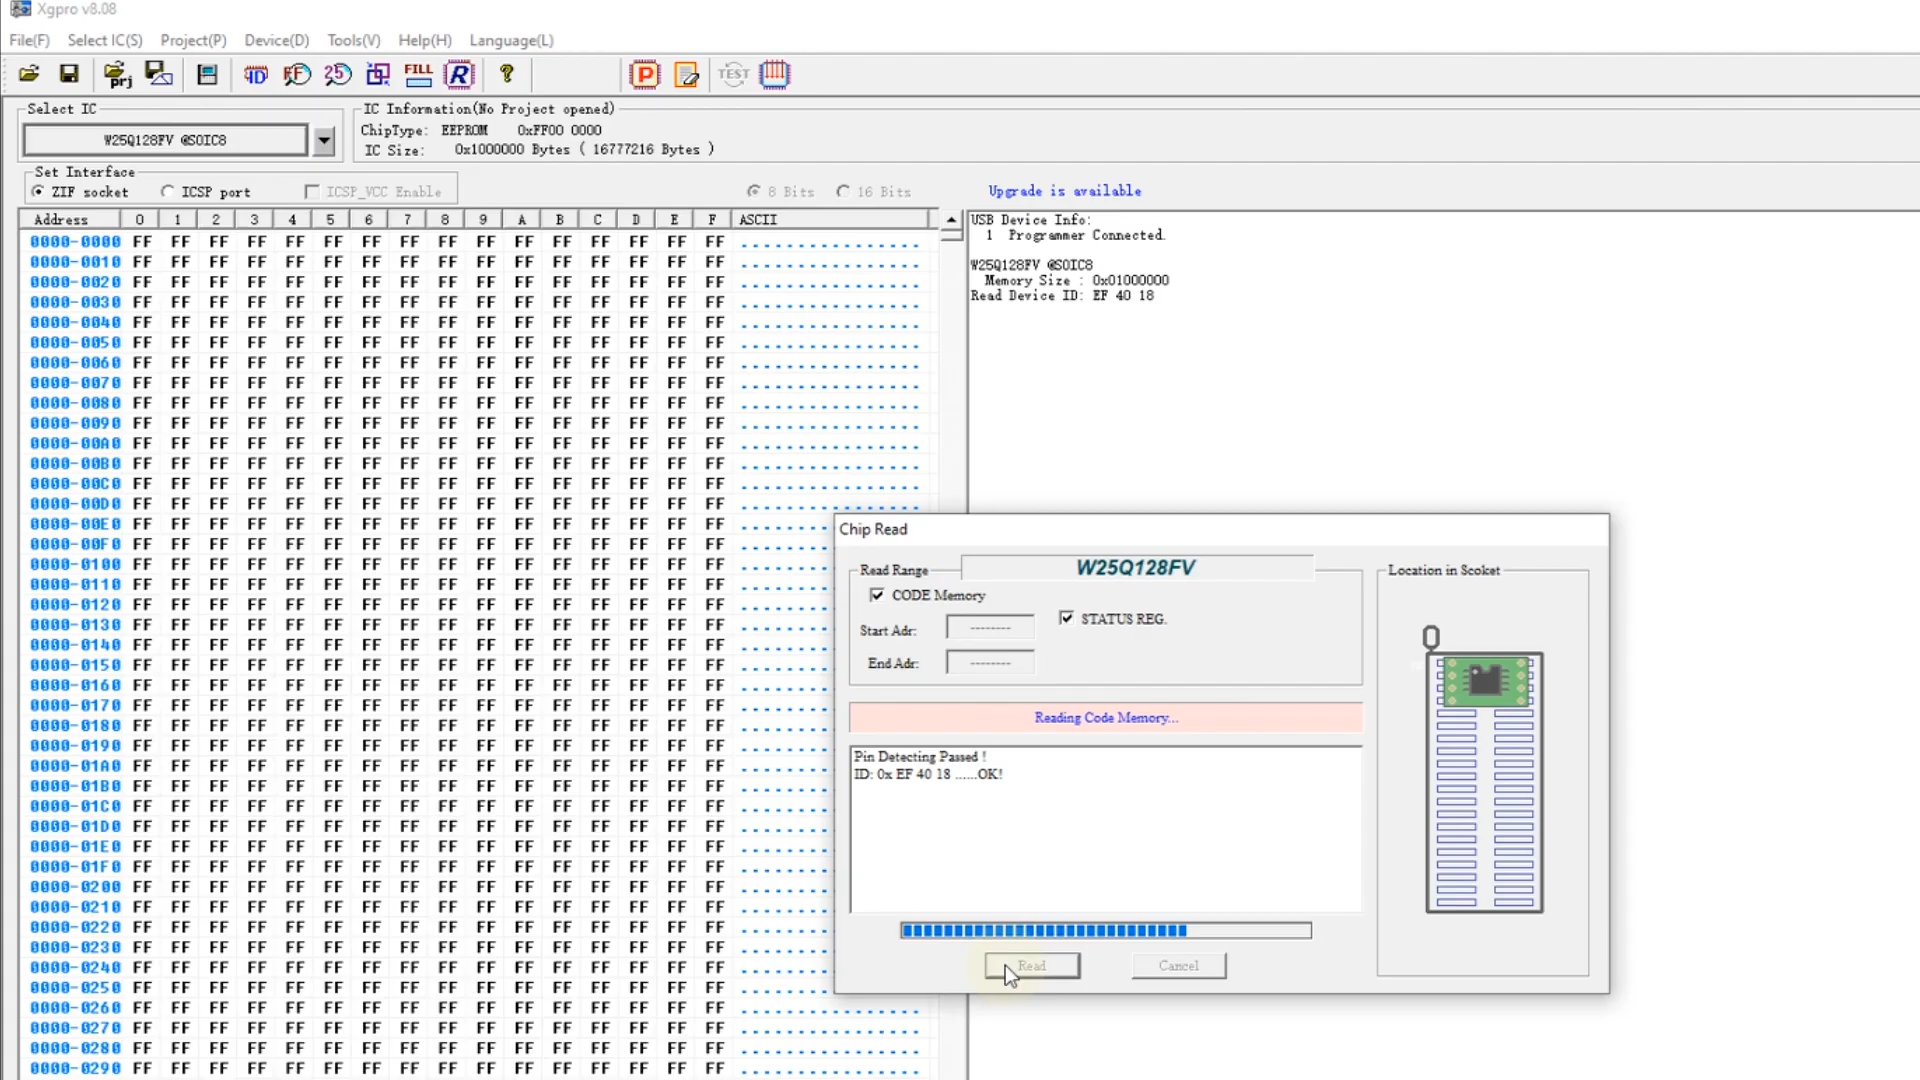 Xgpro v8.08
File(F) Select IC(S) Project(P) Device(D) Tools(V) Help(H) Language(L)
prj ID FF 25 FILL R ? P TEST
Select IC
W25Q128FV @SOIC8
IC Information(No Project opened)
ChipType: EEPROM 0xFF00 0000
IC Size: 0x1000000 Bytes ( 16777216 Bytes )
Set Interface
ZIF socket ICSP port ICSP_VCC Enable
8 Bits 16 Bits
Upgrade is available
Address 0 1 2 3 4 5 6 7 8 9 A B C D E F ASCII
0000-0000 FF FF FF FF FF FF FF FF FF FF FF FF FF FF FF FF ................
0000-0010 FF FF FF FF FF FF FF FF FF FF FF FF FF FF FF FF ................
0000-0020 FF FF FF FF FF FF FF FF FF FF FF FF FF FF FF FF ................
0000-0030 FF FF FF FF FF FF FF FF FF FF FF FF FF FF FF FF ................
0000-0040 FF FF FF FF FF FF FF FF FF FF FF FF FF FF FF FF ................
0000-0050 FF FF FF FF FF FF FF FF FF FF FF FF FF FF FF FF ................
0000-0060 FF FF FF FF FF FF FF FF FF FF FF FF FF FF FF FF ................
0000-0070 FF FF FF FF FF FF FF FF FF FF FF FF FF FF FF FF ................
0000-0080 FF FF FF FF FF FF FF FF FF FF FF FF FF FF FF FF ................
0000-0090 FF FF FF FF FF FF FF FF FF FF FF FF FF FF FF FF ................
0000-00A0 FF FF FF FF FF FF FF FF FF FF FF FF FF FF FF FF ................
0000-00B0 FF FF FF FF FF FF FF FF FF FF FF FF FF FF FF FF ................
0000-00C0 FF FF FF FF FF FF FF FF FF FF FF FF FF FF FF FF ................
0000-00D0 FF FF FF FF FF FF FF FF FF FF FF FF FF FF FF FF ................
0000-00E0 FF FF FF FF FF FF FF FF FF FF FF FF FF FF FF FF ........
0000-00F0 FF FF FF FF FF FF FF FF FF FF FF FF FF FF FF FF ........
0000-0100 FF FF FF FF FF FF FF FF FF FF FF FF FF FF FF FF ........
0000-0110 FF FF FF FF FF FF FF FF FF FF FF FF FF FF FF FF ........
0000-0120 FF FF FF FF FF FF FF FF FF FF FF FF FF FF FF FF ........
0000-0130 FF FF FF FF FF FF FF FF FF FF FF FF FF FF FF FF ........
0000-0140 FF FF FF FF FF FF FF FF FF FF FF FF FF FF FF FF ........
0000-0150 FF FF FF FF FF FF FF FF FF FF FF FF FF FF FF FF ........
0000-0160 FF FF FF FF FF FF FF FF FF FF FF FF FF FF FF FF ........
0000-0170 FF FF FF FF FF FF FF FF FF FF FF FF FF FF FF FF ........
0000-0180 FF FF FF FF FF FF FF FF FF FF FF FF FF FF FF FF ........
0000-0190 FF FF FF FF FF FF FF FF FF FF FF FF FF FF FF FF ........
0000-01A0 FF FF FF FF FF FF FF FF FF FF FF FF FF FF FF FF ........
0000-01B0 FF FF FF FF FF FF FF FF FF FF FF FF FF FF FF FF ........
0000-01C0 FF FF FF FF FF FF FF FF FF FF FF FF FF FF FF FF ........
0000-01D0 FF FF FF FF FF FF FF FF FF FF FF FF FF FF FF FF ........
0000-01E0 FF FF FF FF FF FF FF FF FF FF FF FF FF FF FF FF ........
0000-01F0 FF FF FF FF FF FF FF FF FF FF FF FF FF FF FF FF ........
0000-0200 FF FF FF FF FF FF FF FF FF FF FF FF FF FF FF FF ........
0000-0210 FF FF FF FF FF FF FF FF FF FF FF FF FF FF FF FF ........
0000-0220 FF FF FF FF FF FF FF FF FF FF FF FF FF FF FF FF ........
0000-0230 FF FF FF FF FF FF FF FF FF FF FF FF FF FF FF FF ........
0000-0240 FF FF FF FF FF FF FF FF FF FF FF FF FF FF FF FF ........
0000-0250 FF FF FF FF FF FF FF FF FF FF FF FF FF FF FF FF ........
0000-0260 FF FF FF FF FF FF FF FF FF FF FF FF FF FF FF FF ................
0000-0270 FF FF FF FF FF FF FF FF FF FF FF FF FF FF FF FF ................
0000-0280 FF FF FF FF FF FF FF FF FF FF FF FF FF FF FF FF ................
0000-0290 FF FF FF FF FF FF FF FF FF FF FF FF FF FF FF FF ................
USB Device Info:
1 Programmer Connected.
W25Q128FV @SOIC8
Memory Size : 0x01000000
Read Device ID: EF 40 18
Chip Read
Read Range W25Q128FV
CODE Memory
STATUS REG.
Start Adr: --------
End Adr: --------
Reading Code Memory...
Pin Detecting Passed !
ID: 0x EF 40 18 ......OK!
Read Cancel
Location in Scoket